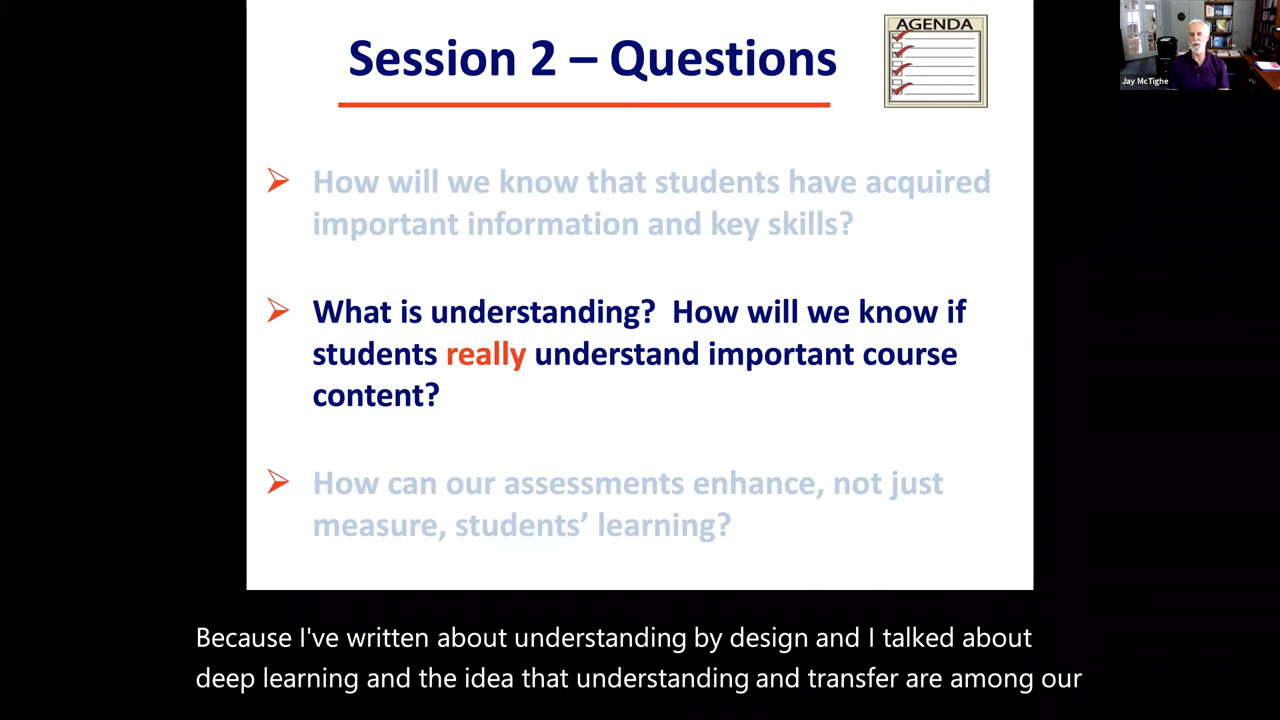 Session 2 – Questions
AGENDA
Jay McTighe
How will we know that students have acquired
important information and key skills?
What is understanding? How will we know if
students really understand important course
content?
How can our assessments enhance, not just
measure, students’ learning?
Because I've written about understanding by design and I talked about
deep learning and the idea that understanding and transfer are among our